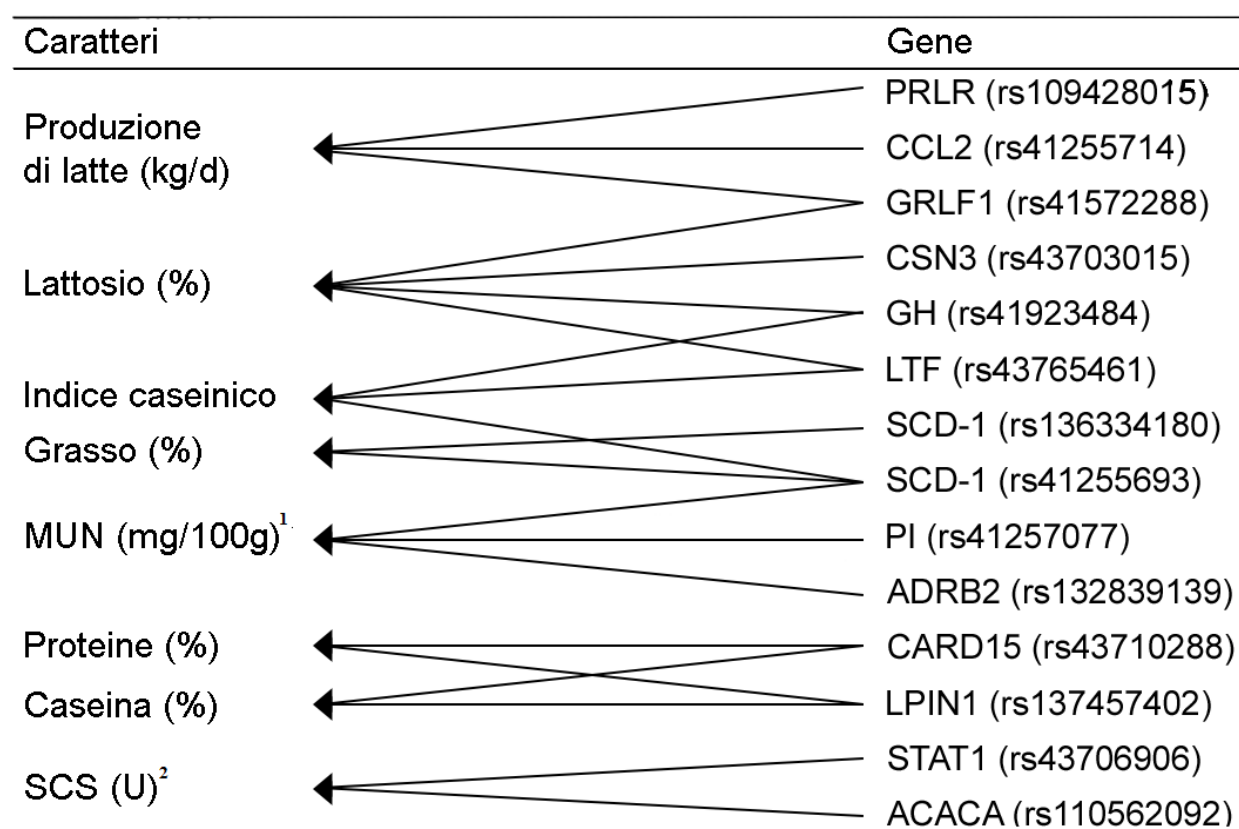 Caratteri Gene
PRLR (rs109428015)
Produzione
di latte (kg/d)
CCL2 (rs41255714)
GRLF1 (rs41572288)
CSN3 (rs43703015)
Lattosio (%)
GH (rs41923484)
LTF (rs43765461)
Indice caseinico
SCD-1 (rs136334180)
Grasso (%)
SCD-1 (rs41255693)
MUN (mg/100g)¹
PI (rs41257077)
ADRB2 (rs132839139)
Proteine (%)
CARD15 (rs43710288)
Caseina (%)
LPIN1 (rs137457402)
STAT1 (rs43706906)
SCS (U)²
ACACA (rs110562092)